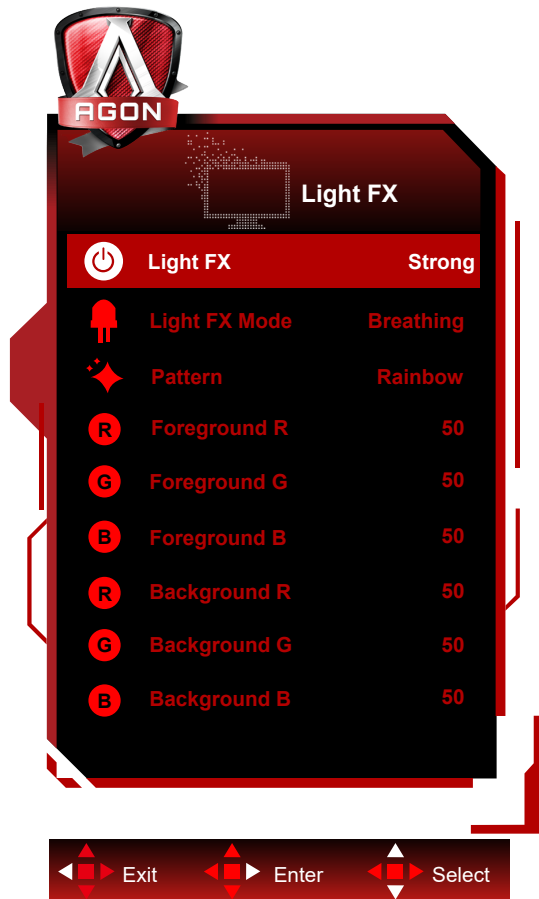 AGON
Light FX
Light FX Strong
Light FX Mode Breathing
Pattern Rainbow
R Foreground R 50
G Foreground G 50
B Foreground B 50
R Background R 50
G Background G 50
B Background B 50
Exit Enter Select